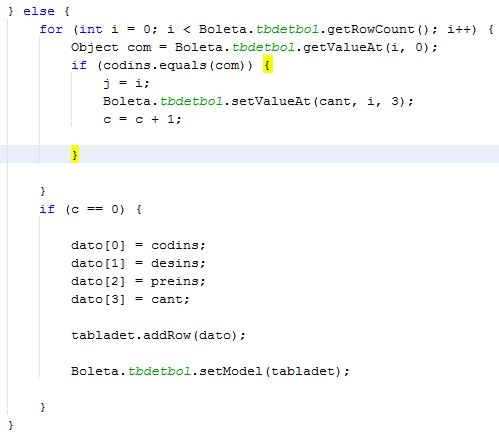 } else {
for (int i = 0; i < Boleta.tbdetbol.getRowCount(); i++) {
Object com = Boleta.tbdetbol.getValueAt(i, 0);
if (codins.equals(com)) {
j = i;
Boleta.tbdetbol.setValueAt(cant, i, 3);
c = c + 1;
}
}
if (c == 0) {
dato[0] = codins;
dato[1] = desins;
dato[2] = preins;
dato[3] = cant;
tabladet.addRow(dato);
Boleta.tbdetbol.setModel(tabladet);
}
}